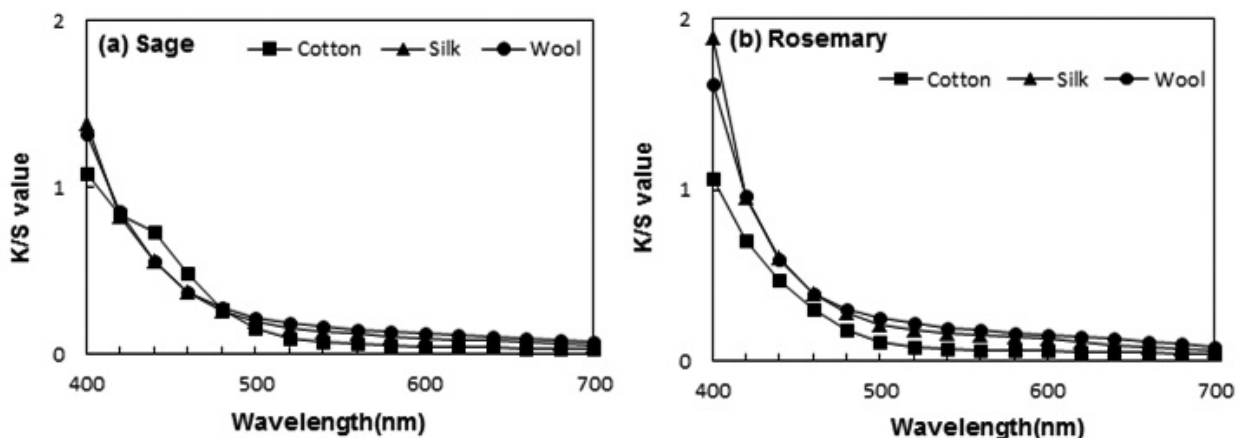 2
(a) Sage
Cotton Silk Wool
1
K/S value
0
400 500 600 700
Wavelength(nm)
2
(b) Rosemary
Cotton Silk Wool
1
K/S value
0
400 500 600 700
Wavelength(nm)